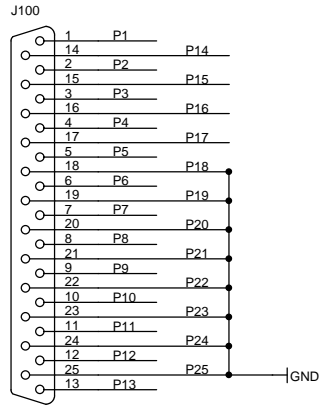 J100
1 P1
14 P14
2 P2
15 P15
3 P3
16 P16
4 P4
17 P17
5 P5
18 P18
6 P6
19 P19
7 P7
20 P20
8 P8
21 P21
9 P9
22 P22
10 P10
23 P23
11 P11
24 P24
12 P12
25 P25 GND
13 P13